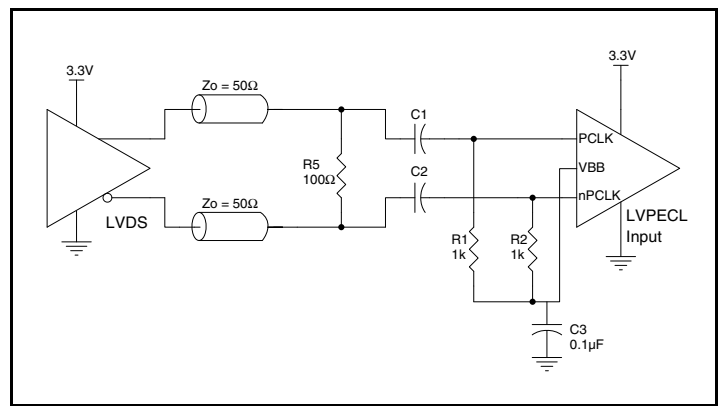 3.3V
Zo = 50Ω
LVDS
Zo = 50Ω
R5
100Ω
C1
C2
R1
1k
R2
1k
C3
0.1µF
3.3V
PCLK
VBB
nPCLK
LVPECL
Input